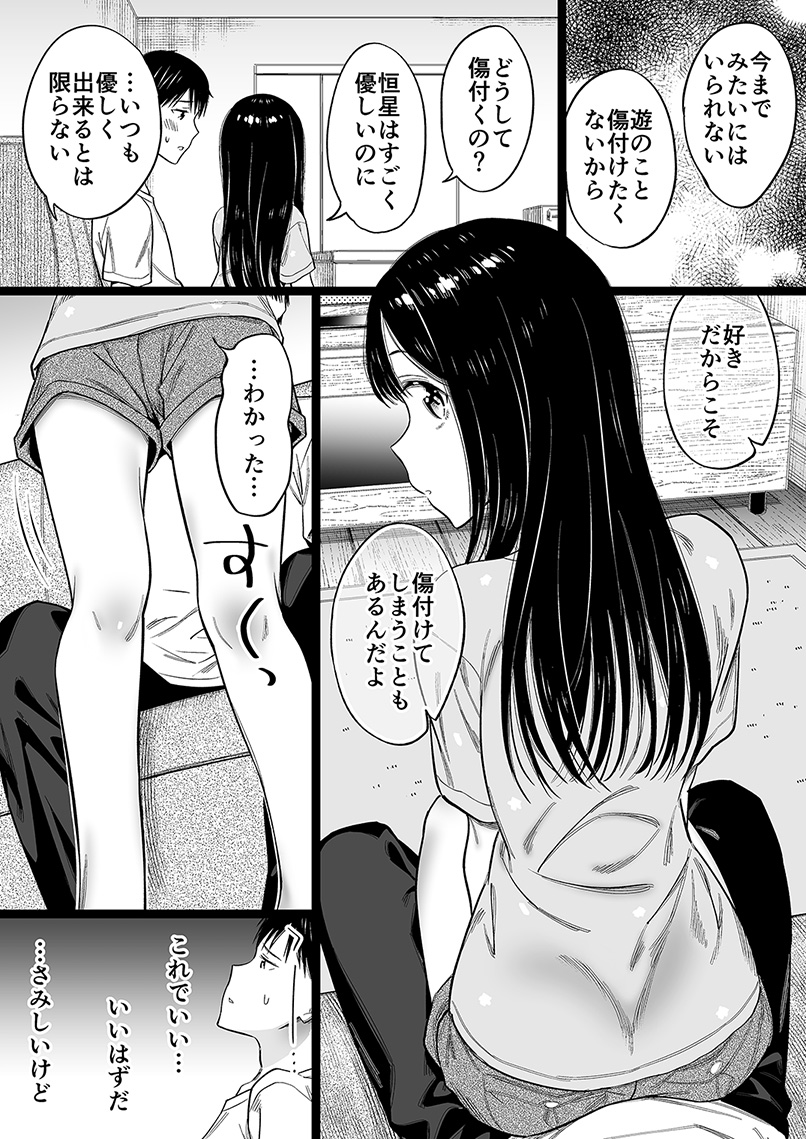 今まで
みたいには
いられない
遊のこと
傷付けたく
ないから
どうして
傷付くの?
恒星はすごく
優しいのに
…いつも
優しく
出来るとは
限らない
好き
だからこそ
傷付けて
しまうことも
あるんだよ
…わかった…
すくっ
……
これでいい…
いいはずだ
…さみしいけど